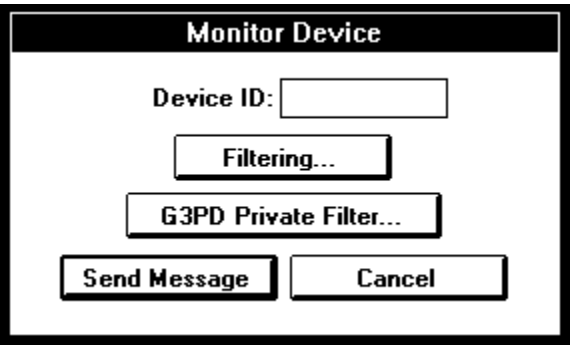 Monitor Device
Device ID:
Filtering...
G3PD Private Filter...
Send Message Cancel